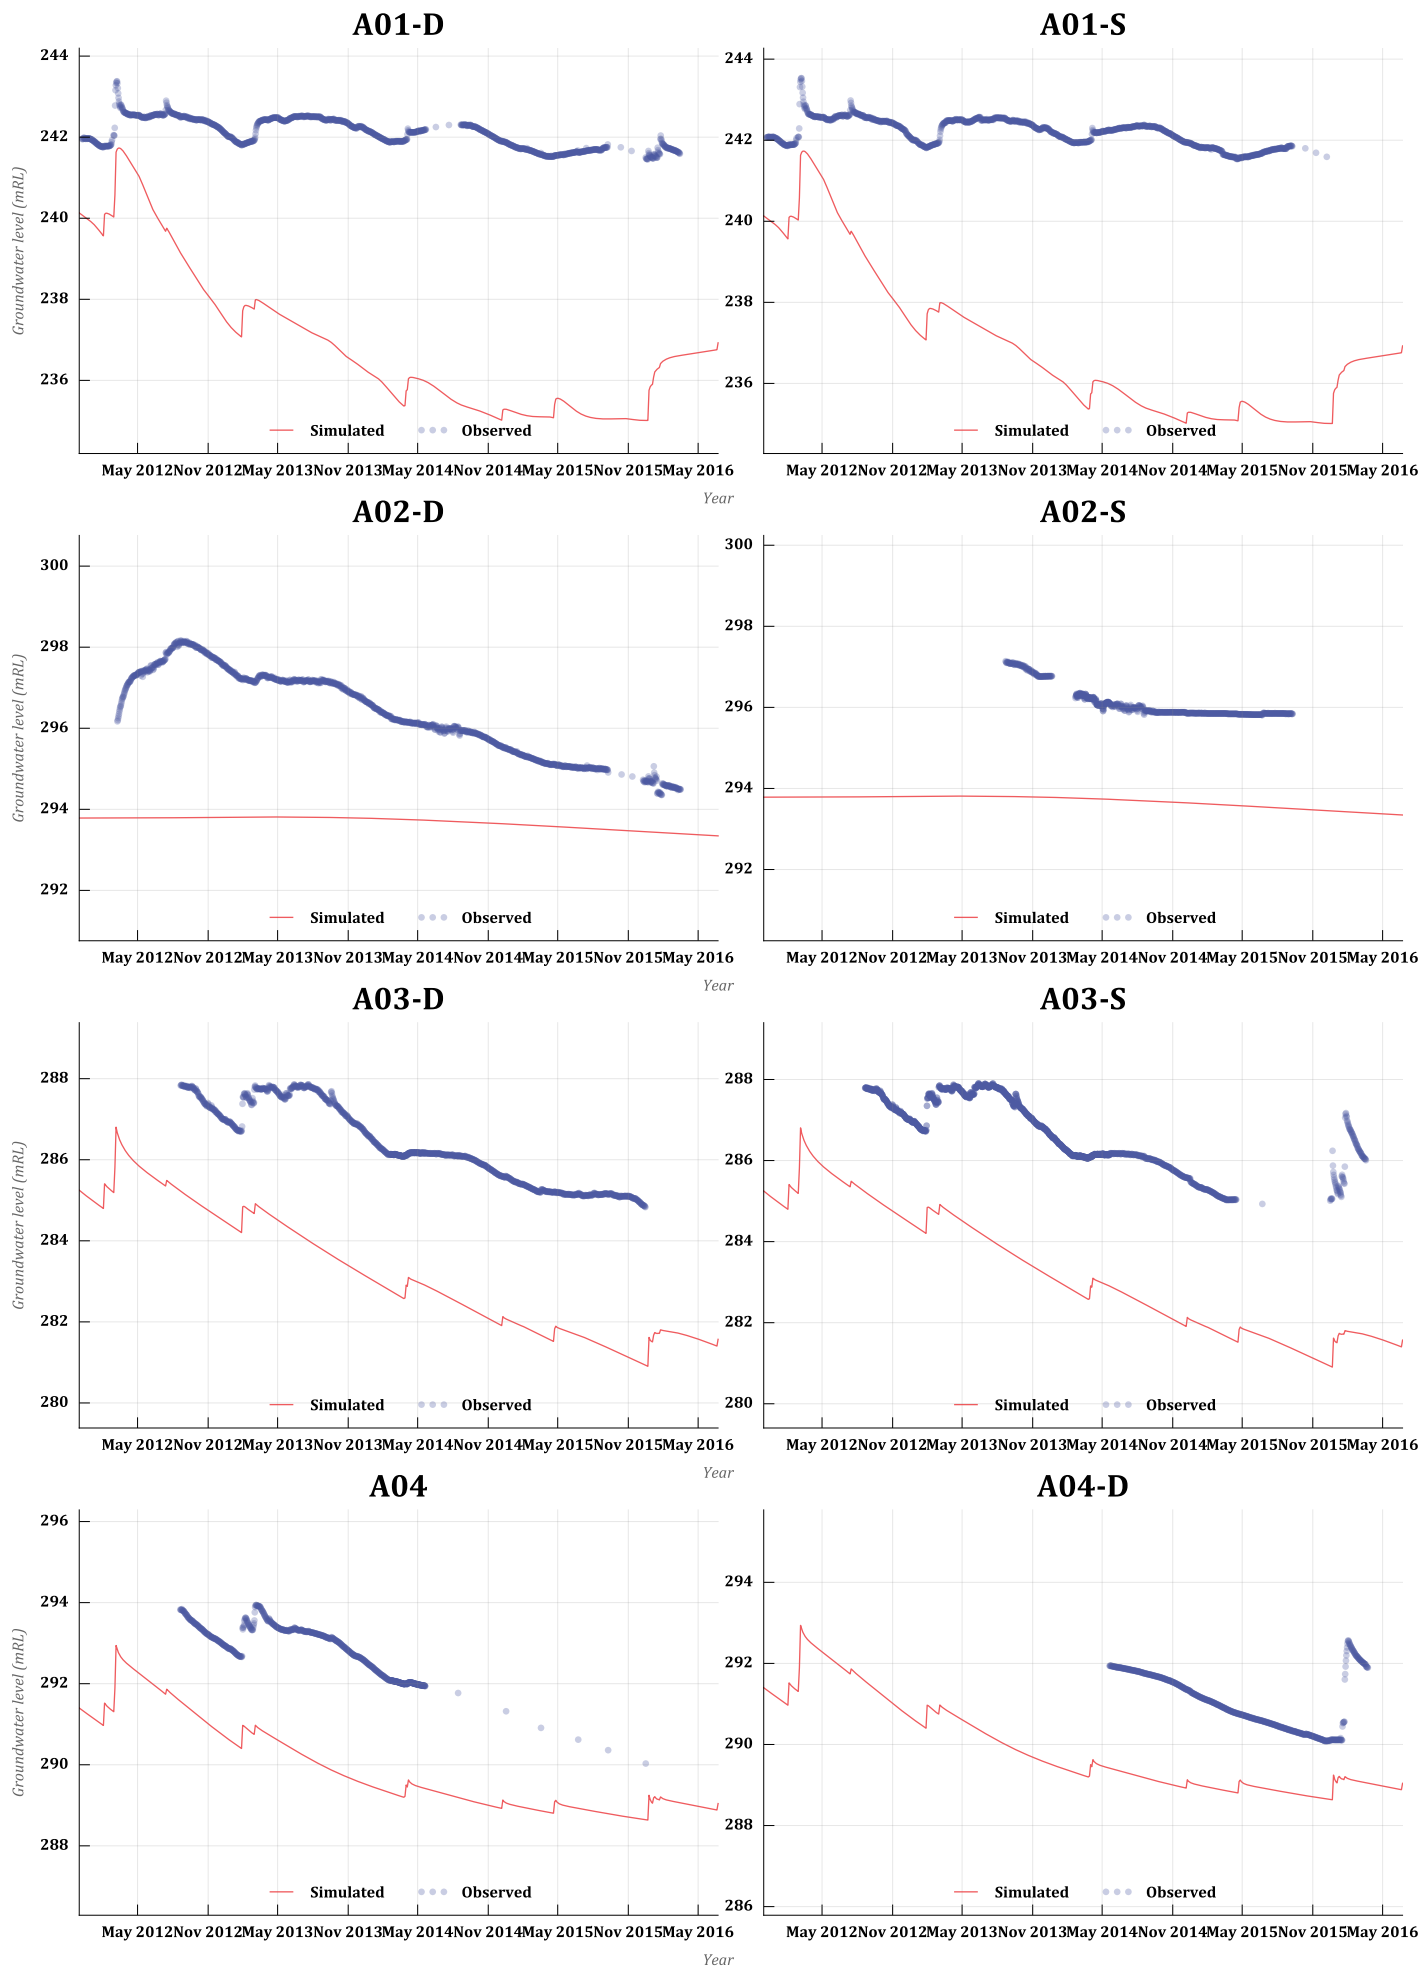 A01-D
A01-S
244
242
240
238
236
Groundwater level (mRL)
Simulated
Observed
May 2012
Nov 2012
May 2013
Nov 2013
May 2014
Nov 2014
May 2015
Nov 2015
May 2016
244
242
240
238
236
Simulated
Observed
May 2012
Nov 2012
May 2013
Nov 2013
May 2014
Nov 2014
May 2015
Nov 2015
May 2016
Year
A02-D
A02-S
300
298
296
294
292
Groundwater level (mRL)
Simulated
Observed
May 2012
Nov 2012
May 2013
Nov 2013
May 2014
Nov 2014
May 2015
Nov 2015
May 2016
300
298
296
294
292
Simulated
Observed
May 2012
Nov 2012
May 2013
Nov 2013
May 2014
Nov 2014
May 2015
Nov 2015
May 2016
Year
A03-D
A03-S
288
286
284
282
280
Groundwater level (mRL)
Simulated
Observed
May 2012
Nov 2012
May 2013
Nov 2013
May 2014
Nov 2014
May 2015
Nov 2015
May 2016
288
286
284
282
280
Simulated
Observed
May 2012
Nov 2012
May 2013
Nov 2013
May 2014
Nov 2014
May 2015
Nov 2015
May 2016
Year
A04
A04-D
296
294
292
290
288
Groundwater level (mRL)
Simulated
Observed
May 2012
Nov 2012
May 2013
Nov 2013
May 2014
Nov 2014
May 2015
Nov 2015
May 2016
294
292
290
288
286
Simulated
Observed
May 2012
Nov 2012
May 2013
Nov 2013
May 2014
Nov 2014
May 2015
Nov 2015
May 2016
Year